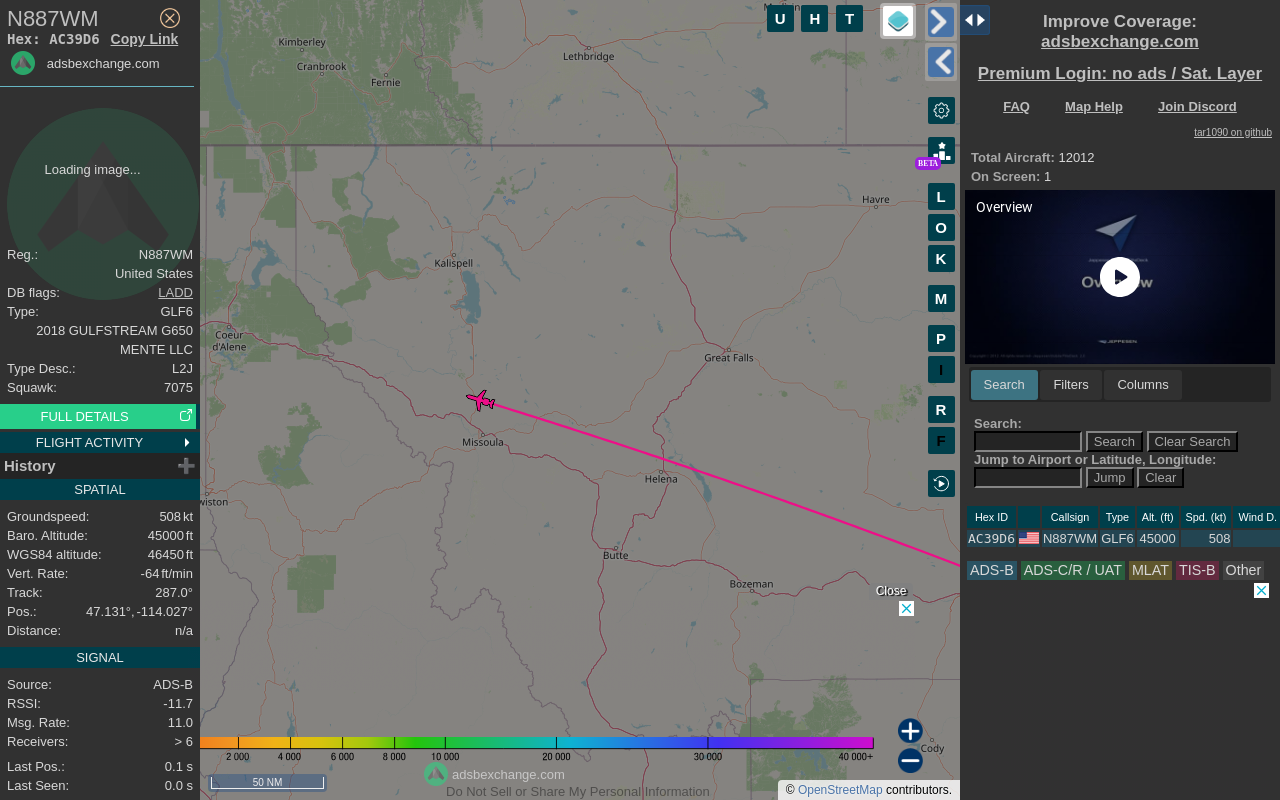 N887WM
Hex: AC39D6 Copy Link
adsbexchange.com
Loading image...
Reg.: N887WM
United States
DB flags: LADD
Type: GLF6
2018 GULFSTREAM G650
MENTE LLC
Type Desc.: L2J
Squawk: 7075
FULL DETAILS
FLIGHT ACTIVITY
History
SPATIAL
Groundspeed: 508 kt
Baro. Altitude: 45000 ft
WGS84 altitude: 46450 ft
Vert. Rate: -64 ft/min
Track: 287.0°
Pos.: 47.131°, -114.027°
Distance: n/a
SIGNAL
Source: ADS-B
RSSI: -11.7
Msg. Rate: 11.0
Receivers: > 6
Last Pos.: 0.1 s
Last Seen: 0.0 s
Kimberley
Cranbrook
Fernie
Lethbridge
Havre
Kalispell
Coeur
d'Alene
Great Falls
Missoula
Helena
wiston
Butte
Bozeman
Cody
U H T
BETA
L
O
K
M
P
I
R
F
Close
2 000 4 000 6 000 8 000 10 000 20 000 30 000 40 000+
50 NM
adsbexchange.com
Do Not Sell or Share My Personal Information
© OpenStreetMap contributors.
Improve Coverage:
adsbexchange.com
Premium Login: no ads / Sat. Layer
FAQ Map Help Join Discord
tar1090 on github
Total Aircraft: 12012
On Screen: 1
Overview
JEPPESEN
Search Filters Columns
Search:
Search Clear Search
Jump to Airport or Latitude, Longitude:
Jump Clear
Hex ID Callsign Type Alt. (ft) Spd. (kt) Wind D.
AC39D6 N887WM GLF6 45000 508
ADS-B ADS-C/R / UAT MLAT TIS-B Other